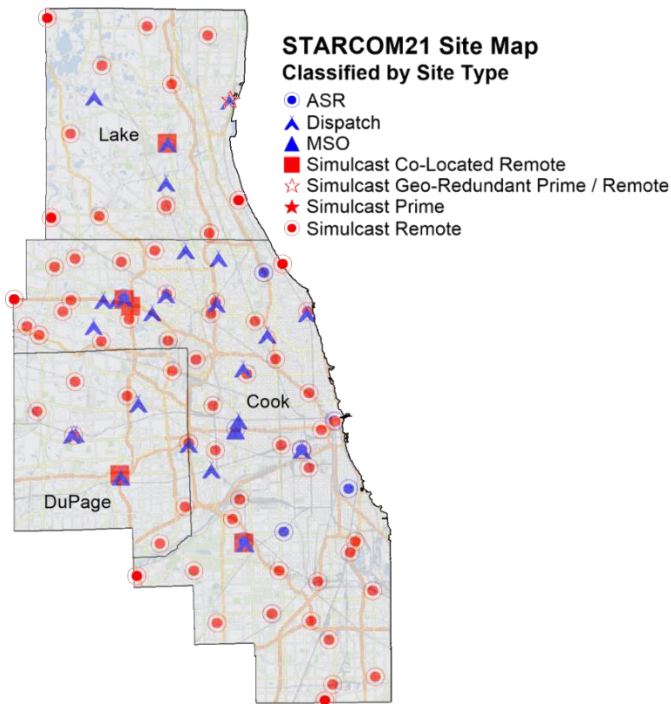 STARCOM21 Site Map
Classified by Site Type
ASR
Dispatch
MSO
Simulcast Co-Located Remote
Simulcast Geo-Redundant Prime / Remote
Simulcast Prime
Simulcast Remote
Lake
Cook
DuPage